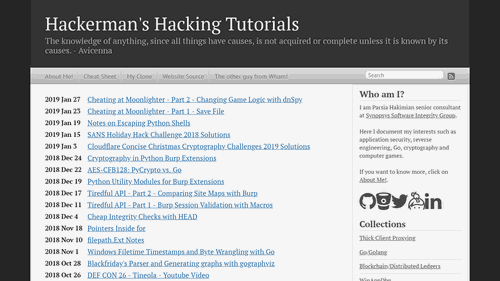 Hackerman's Hacking Tutorials
The knowledge of anything, since all things have causes, is not acquired or complete unless it is known by its
causes. - Avicenna
About Me! Cheat Sheet My Clone Website Source The other guy from Wham!
Search
2019 Jan 27 Cheating at Moonlighter - Part 2 - Changing Game Logic with dnSpy
2019 Jan 24 Cheating at Moonlighter - Part 1 - Save File
2019 Jan 19 Notes on Escaping Python Shells
2019 Jan 15 SANS Holiday Hack Challenge 2018 Solutions
2019 Jan 3 Cloudflare Concise Christmas Cryptography Challenges 2019 Solutions
2018 Dec 24 Cryptography in Python Burp Extensions
2018 Dec 22 AES-CFB128: PyCrypto vs. Go
2018 Dec 19 Python Utility Modules for Burp Extensions
2018 Dec 17 Tiredful API - Part 2 - Comparing Site Maps with Burp
2018 Dec 11 Tiredful API - Part 1 - Burp Session Validation with Macros
2018 Dec 4 Cheap Integrity Checks with HEAD
2018 Nov 18 Pointers Inside for
2018 Nov 10 filepath.Ext Notes
2018 Nov 1 Windows Filetime Timestamps and Byte Wrangling with Go
2018 Oct 28 Blackfriday's Parser and Generating graphs with gographviz
2018 Oct 26 DEF CON 26 - Tineola - Youtube Video
Who am I?
I am Parsia Hakimian senior consultant
at Synopsys Software Integrity Group.
Here I document my interests such as
application security, reverse
engineering, Go, cryptography and
computer games.
If you want to know more, click on
About Me!.
Collections
Thick Client Proxying
Go/Golang
Blockchain/Distributed Ledgers
WinAppDbg